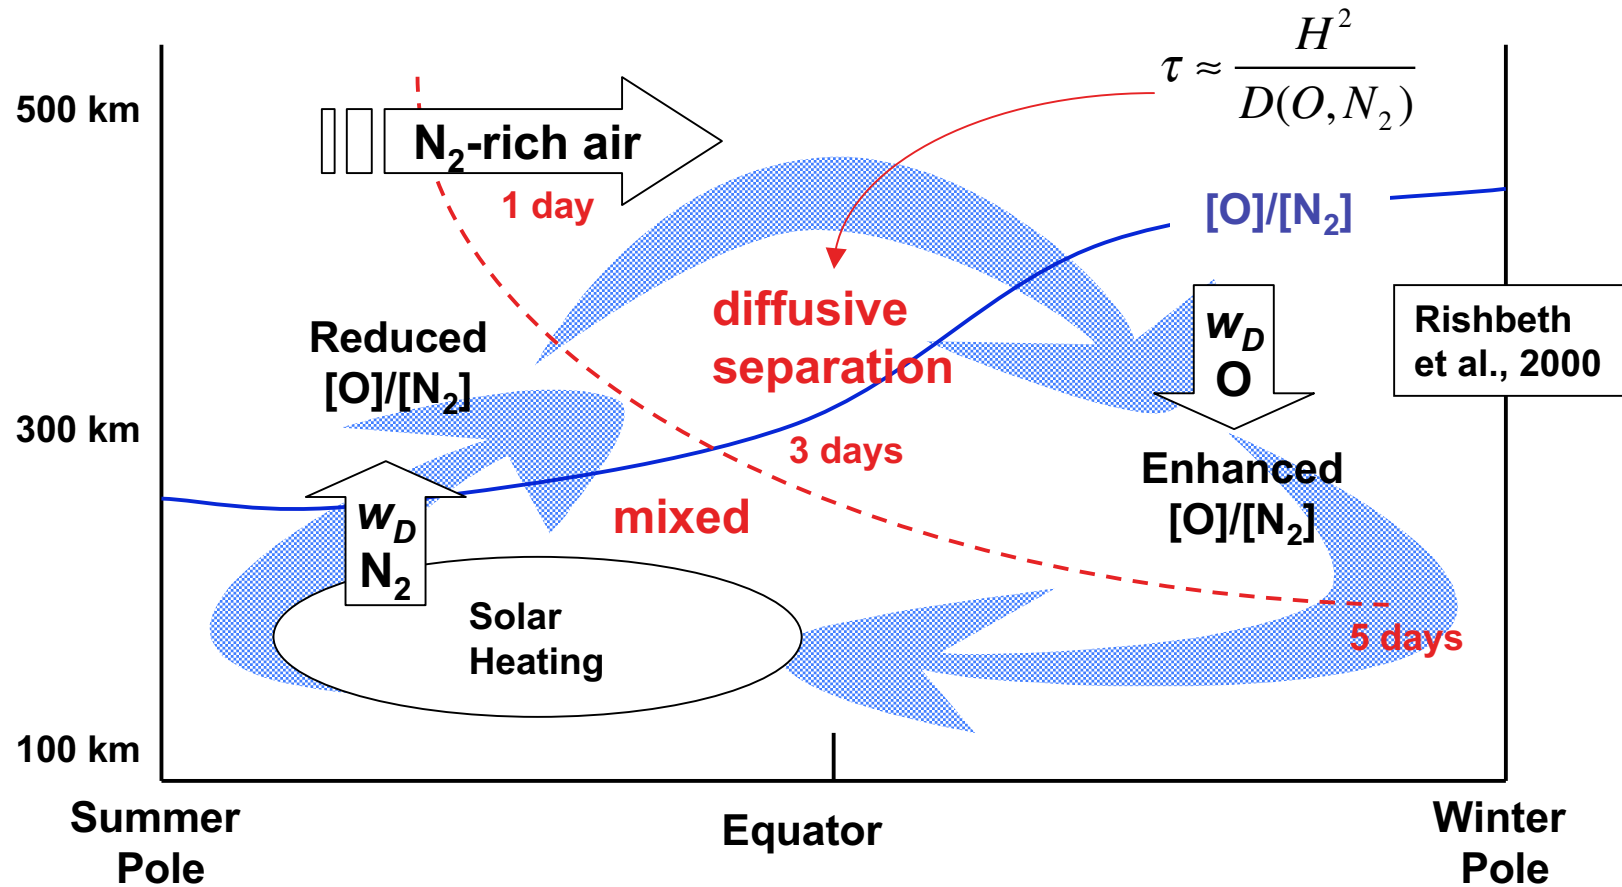 τ ≈ H² / D(O, N₂)
500 km
N₂-rich air
1 day
[O]/[N₂]
diffusive
separation
Reduced
[O]/[N₂]
w_D
O
Rishbeth
et al., 2000
300 km
3 days
Enhanced
[O]/[N₂]
mixed
w_D
N₂
Solar
Heating
5 days
100 km
Summer
Pole
Equator
Winter
Pole